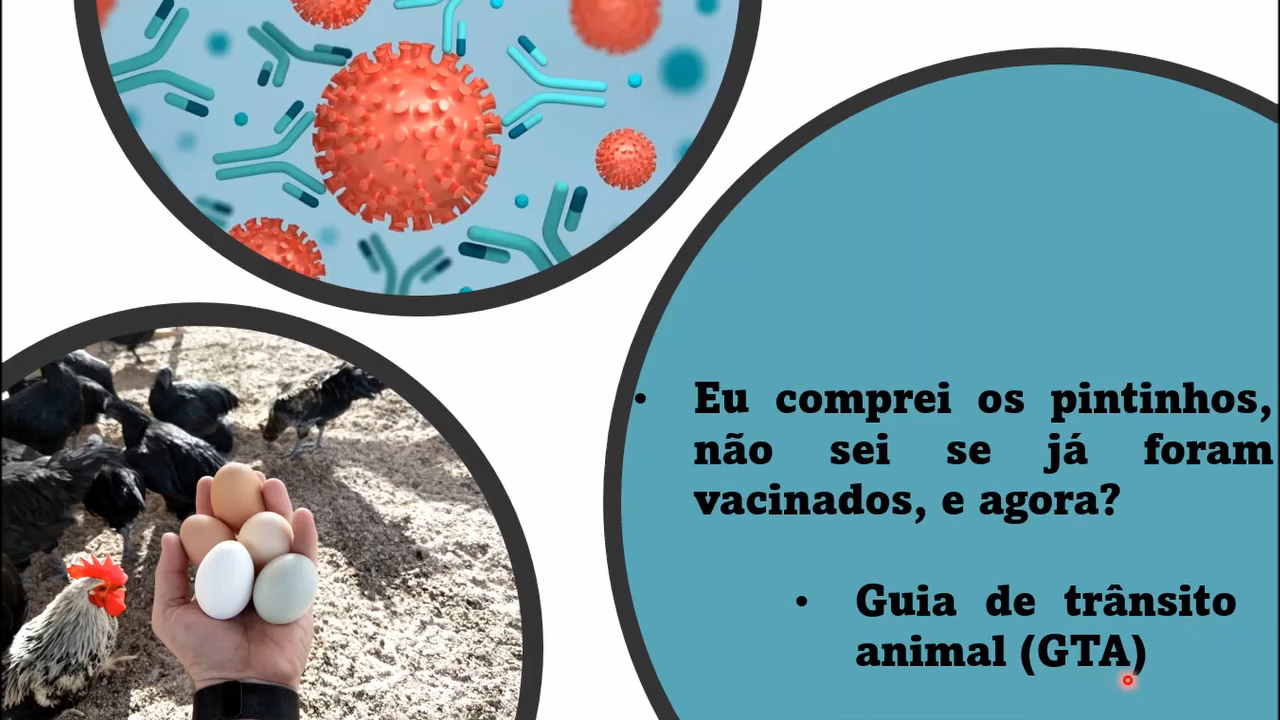 • Eu comprei os pintinhos,
não sei se já foram
vacinados, e agora?
• Guia de trânsito
animal (GTA)